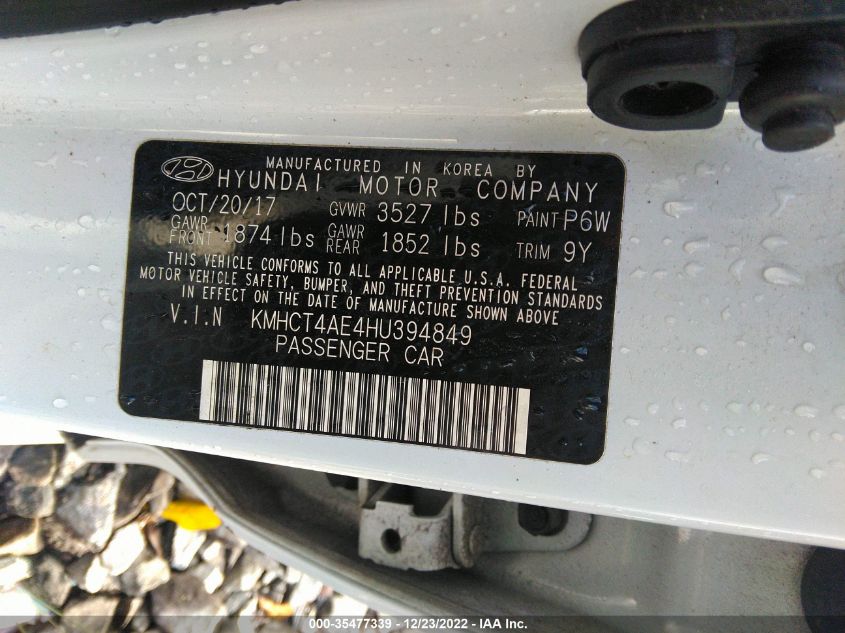 MANUFACTURED IN KOREA BY
HYUNDAI MOTOR COMPANY
OCT/20/17 GVWR 3527 lbs PAINT P6W
GAWR FRONT 1874 lbs GAWR REAR 1852 lbs TRIM 9Y
THIS VEHICLE CONFORMS TO ALL APPLICABLE U.S.A. FEDERAL
MOTOR VEHICLE SAFETY, BUMPER, AND THEFT PREVENTION STANDARDS
IN EFFECT ON THE DATE OF MANUFACTURE SHOWN ABOVE
V.I.N KMHCT4AE4HU394849
PASSENGER CAR
000-35477339 - 12/23/2022 - IAA Inc.